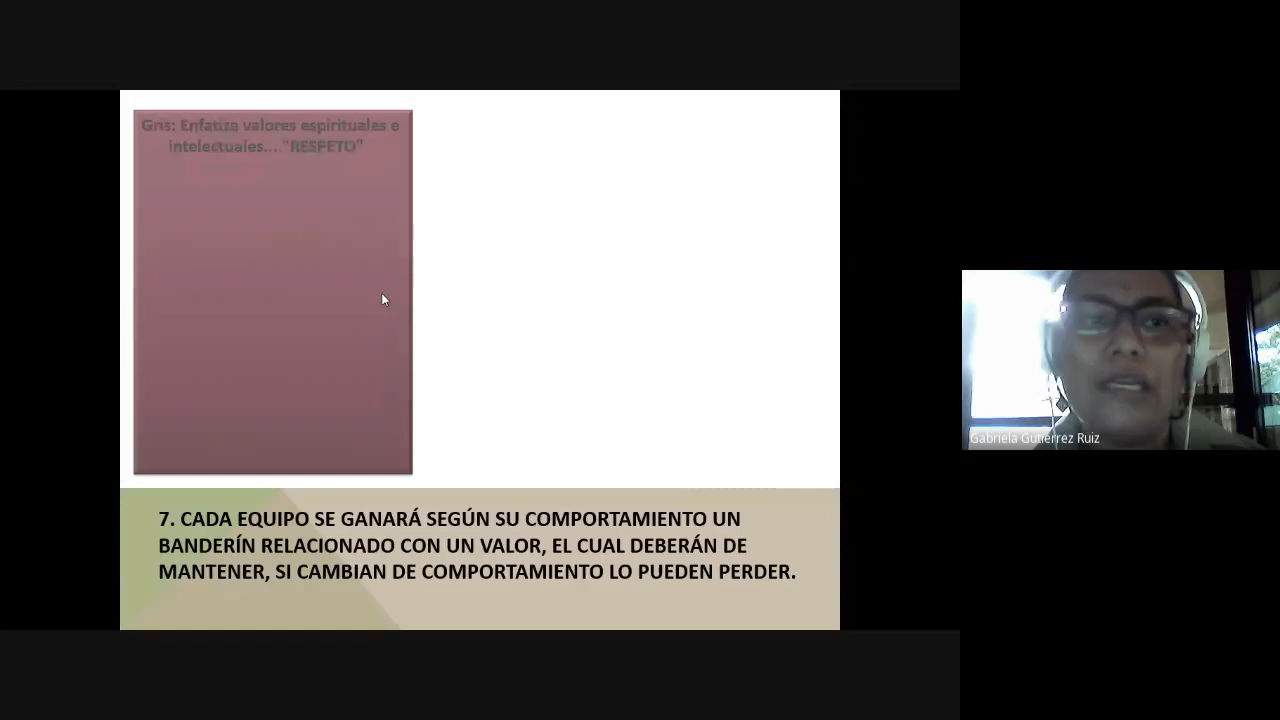 Gris: Enfatiza valores espirituales e
intelectuales... "RESPETO"
7. CADA EQUIPO SE GANARÁ SEGÚN SU COMPORTAMIENTO UN
BANDERÍN RELACIONADO CON UN VALOR, EL CUAL DEBERÁN DE
MANTENER, SI CAMBIAN DE COMPORTAMIENTO LO PUEDEN PERDER.
Gabriela Gutiérrez Ruiz